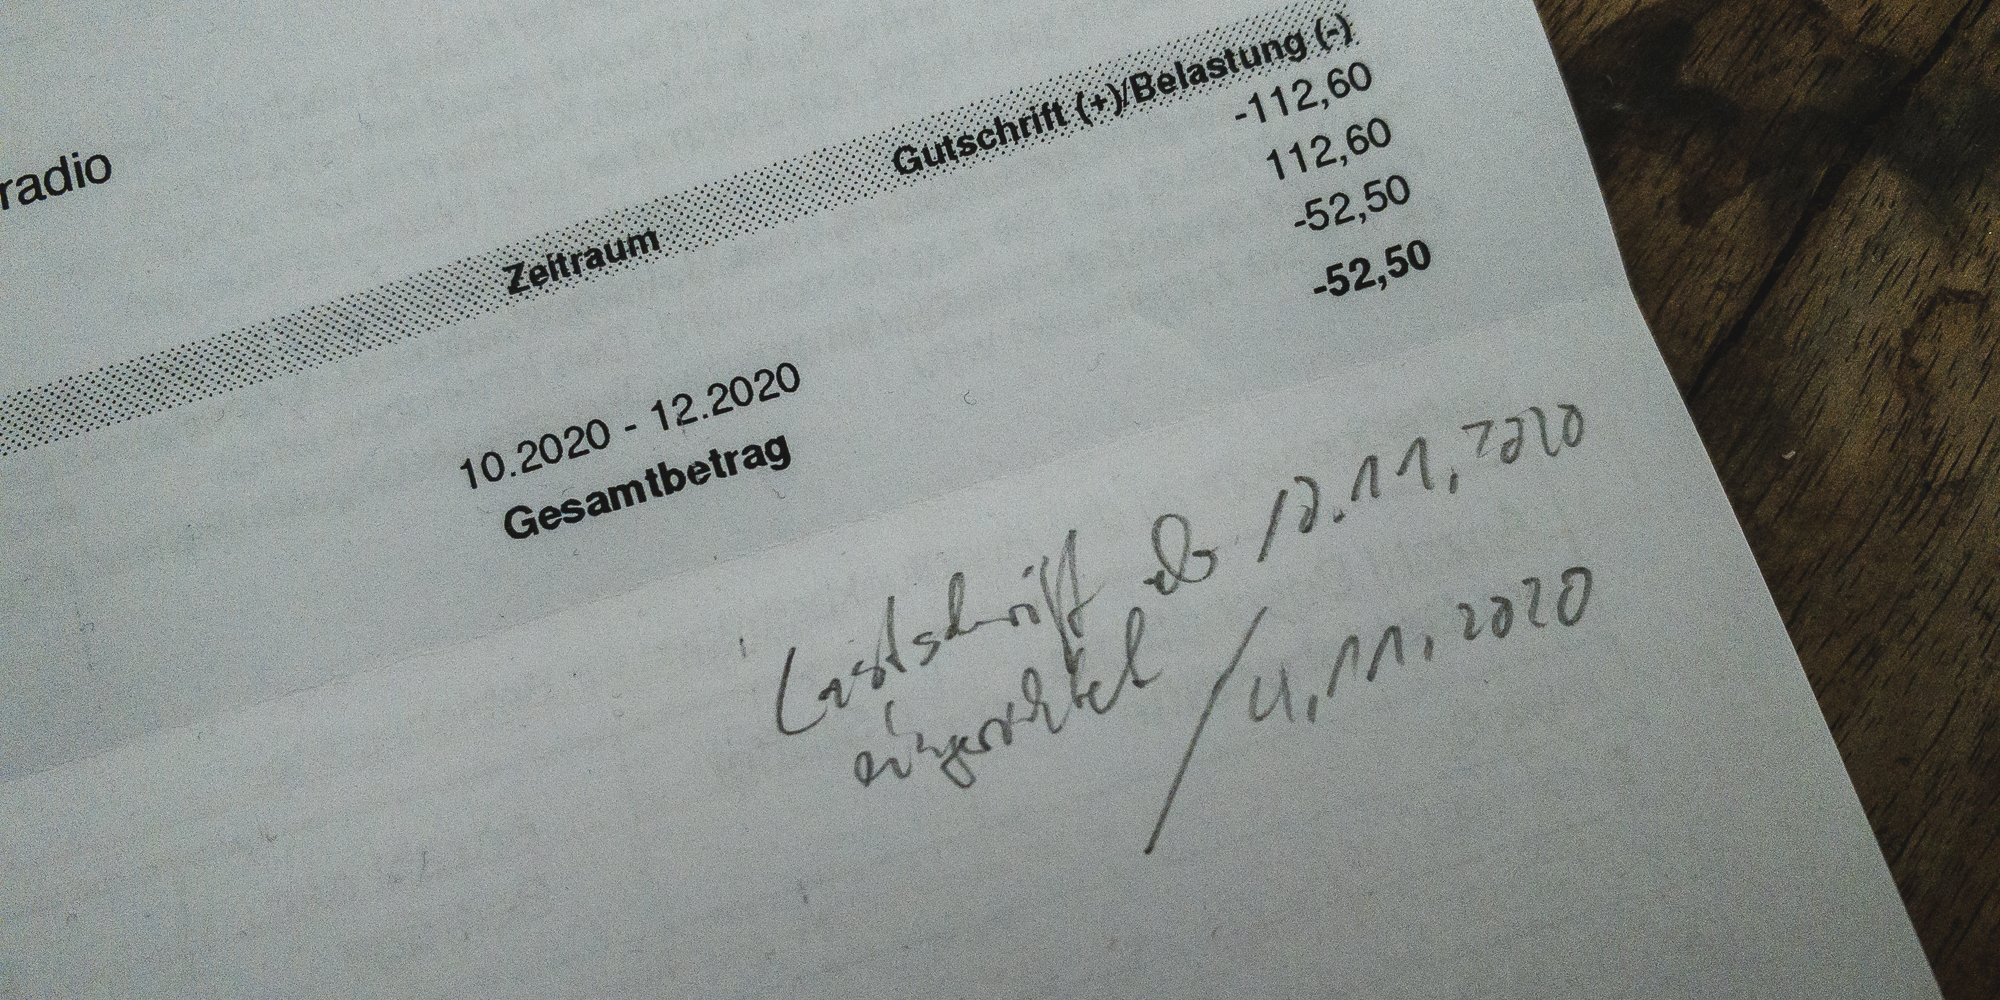 radio
Zeitraum Gutschrift (+)/Belastung (-)
-112,60
112,60
10.2020 - 12.2020 -52,50
Gesamtbetrag -52,50
Lastschrift ab 12.11.2020
eingerichtet / 4.11.2020